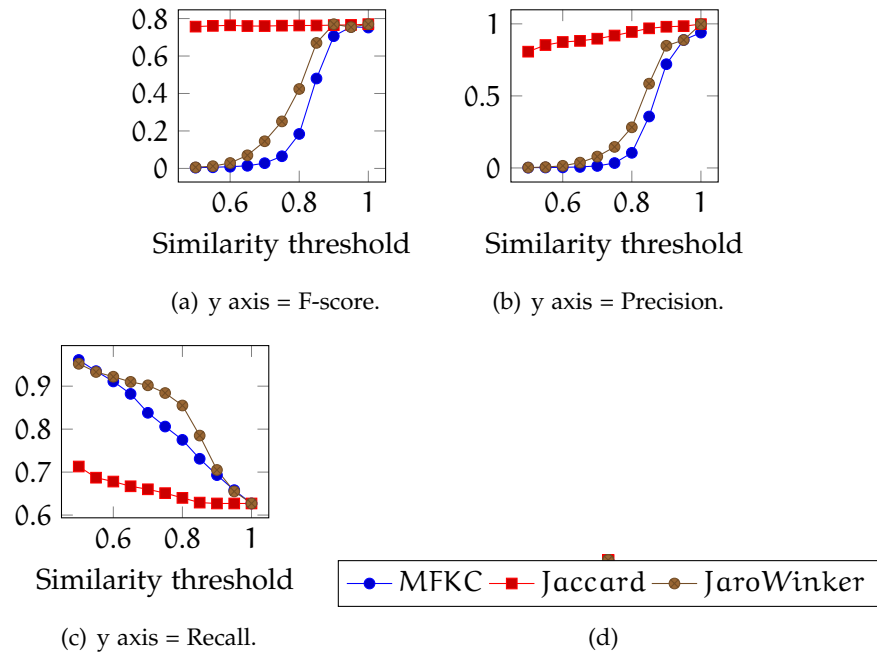 0.8
0.6
0.4
0.2
0
0.6 0.8 1
Similarity threshold
(a) y axis = F-score.
1
0.5
0
0.6 0.8 1
Similarity threshold
(b) y axis = Precision.
0.9
0.8
0.7
0.6
0.6 0.8 1
Similarity threshold
(c) y axis = Recall.
MFKC Jaccard JaroWinker
(d)